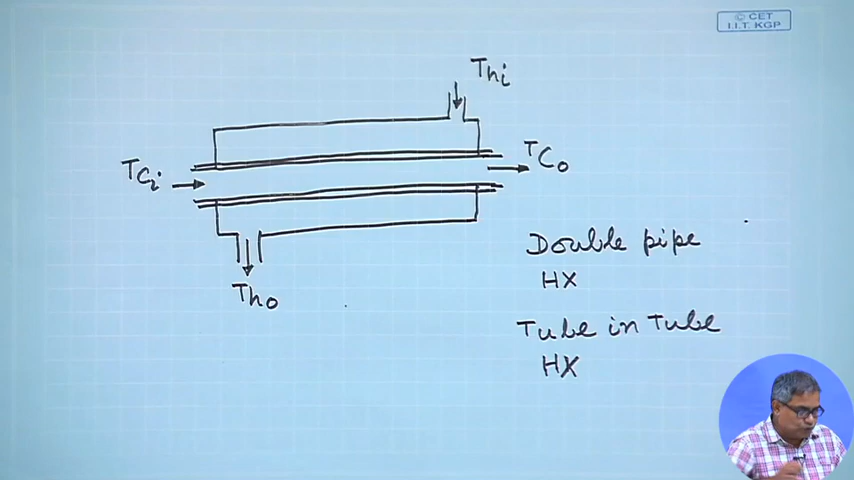 © CET
I.I.T. KGP
Thi
Tci
Tco
Tho
Double pipe
HX
Tube in Tube
HX